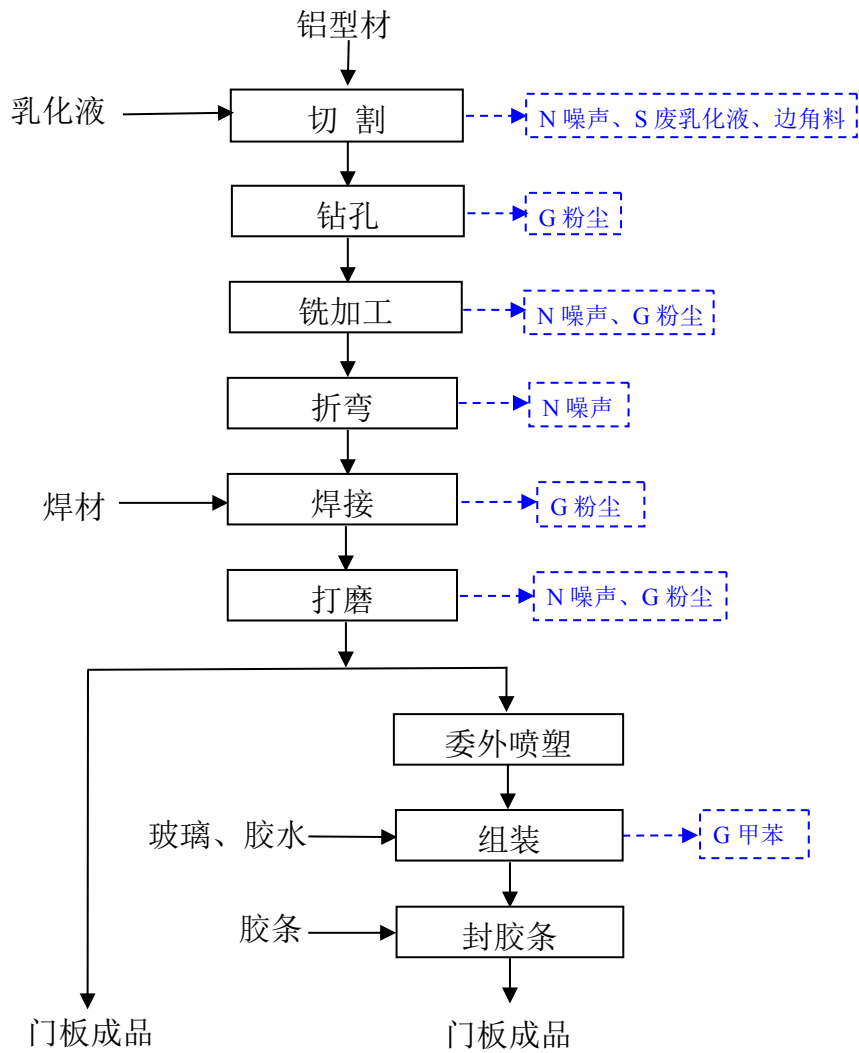 铝型材
乳化液
切 割
N 噪声、S 废乳化液、边角料
钻孔
G 粉尘
铣加工
N 噪声、G 粉尘
折弯
N 噪声
焊材
焊接
G 粉尘
打磨
N 噪声、G 粉尘
委外喷塑
玻璃、胶水
组装
G 甲苯
胶条
封胶条
门板成品
门板成品